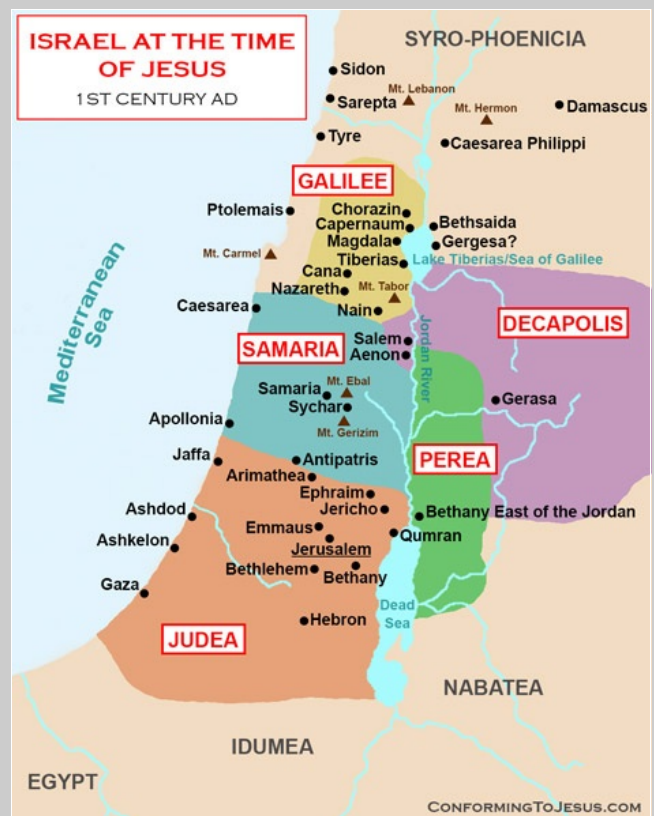 ISRAEL AT THE TIME
OF JESUS
1ST CENTURY AD
SYRO-PHOENICIA
Sidon
Mt. Lebanon
Sarepta
Mt. Hermon
Damascus
Tyre
Caesarea Philippi
GALILEE
Ptolemais
Chorazin
Capernaum
Bethsaida
Magdala
Gergesa?
Mt. Carmel
Tiberias
Lake Tiberias/Sea of Galilee
Cana
Nazareth
Mt. Tabor
Mediterranean
Sea
Caesarea
Nain
Jordan River
DECAPOLIS
SAMARIA
Salem
Aenon
Samaria
Mt. Ebal
Sychar
Gerasa
Mt. Gerizim
Apollonia
Jaffa
Antipatris
PEREA
Arimathea
Ephraim
Jericho
Ashdod
Bethany East of the Jordan
Emmaus
Qumran
Ashkelon
Jerusalem
Bethlehem
Bethany
Gaza
Dead
Sea
Hebron
JUDEA
NABATEA
IDUMEA
EGYPT
CONFORMINGTOJESUS.COM